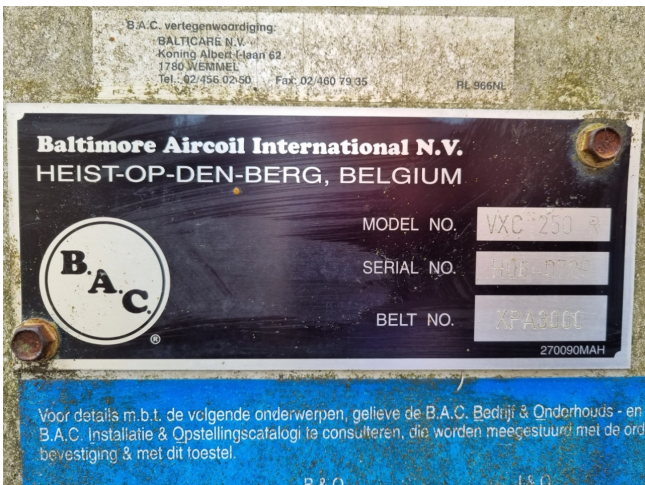 B.A.C. vertegenwoordiging:
BALTICARE N.V.
Koning Albert I-laan 62
1780 WEMMEL
Tel.: 02/456 02 50 Fax: 02/460 79 35
RL 966NL
Baltimore Aircoil International N.V.
HEIST-OP-DEN-BERG, BELGIUM
MODEL NO. VXC 250 R
SERIAL NO.
B.A.C.
®
BELT NO.
270090MAH
Voor details m.b.t. de volgende onderwerpen, gelieve de B.A.C. Bedrijf & Onderhouds - en
B.A.C. Installatie & Opstellingscatalogi te consulteren, die worden meegestuurd met de ord
bevestiging & met dit toestel.